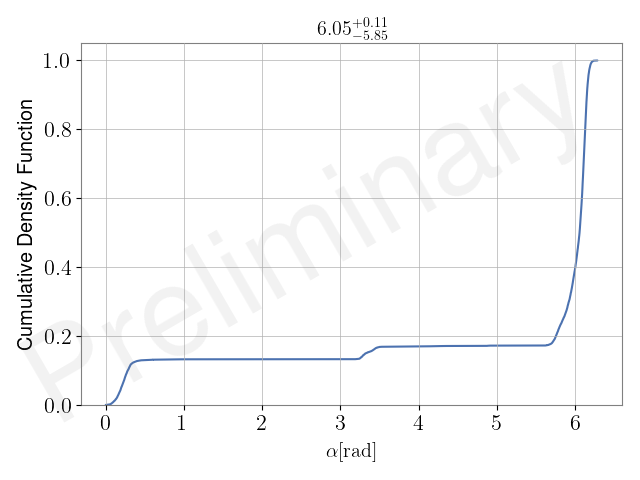 6.05^{+0.11}_{-5.85}
1.0
0.8
0.6
0.4
0.2
0.0
Cumulative Density Function
0 1 2 3 4 5 6
α[rad]
Preliminary